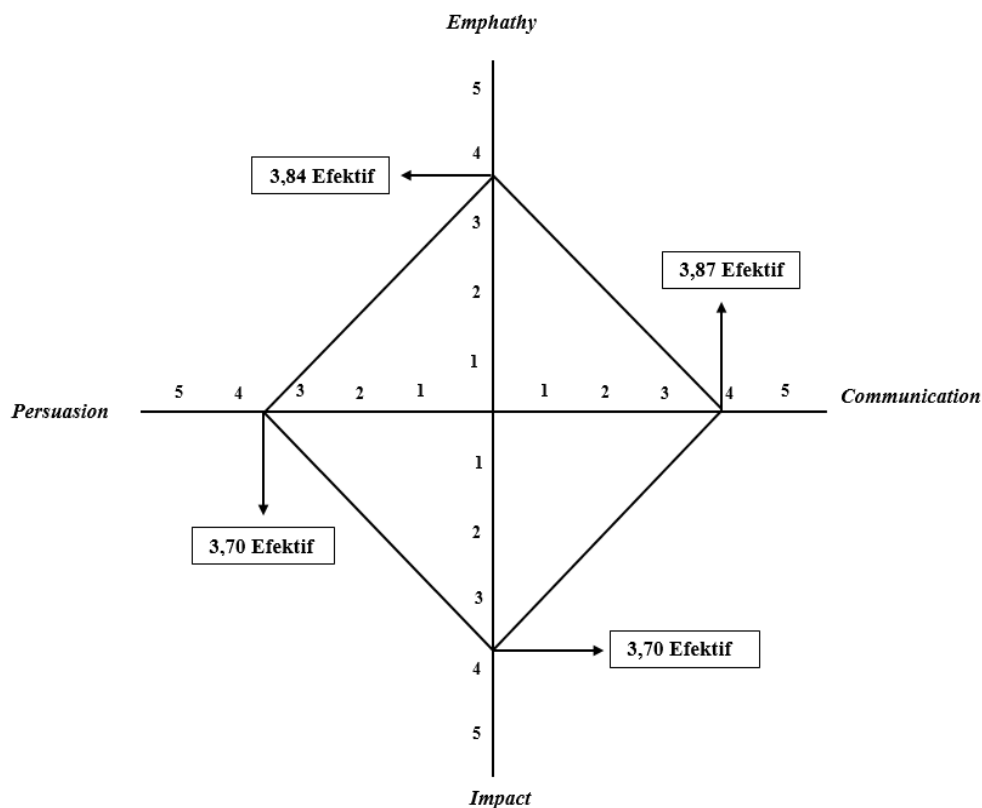 Emphathy
5
4
3,84 Efektif
3
3,87 Efektif
2
1
5 4 3 2 1 1 2 3 4 5
Persuasion
Communication
1
2
3,70 Efektif
3
3,70 Efektif
4
5
Impact